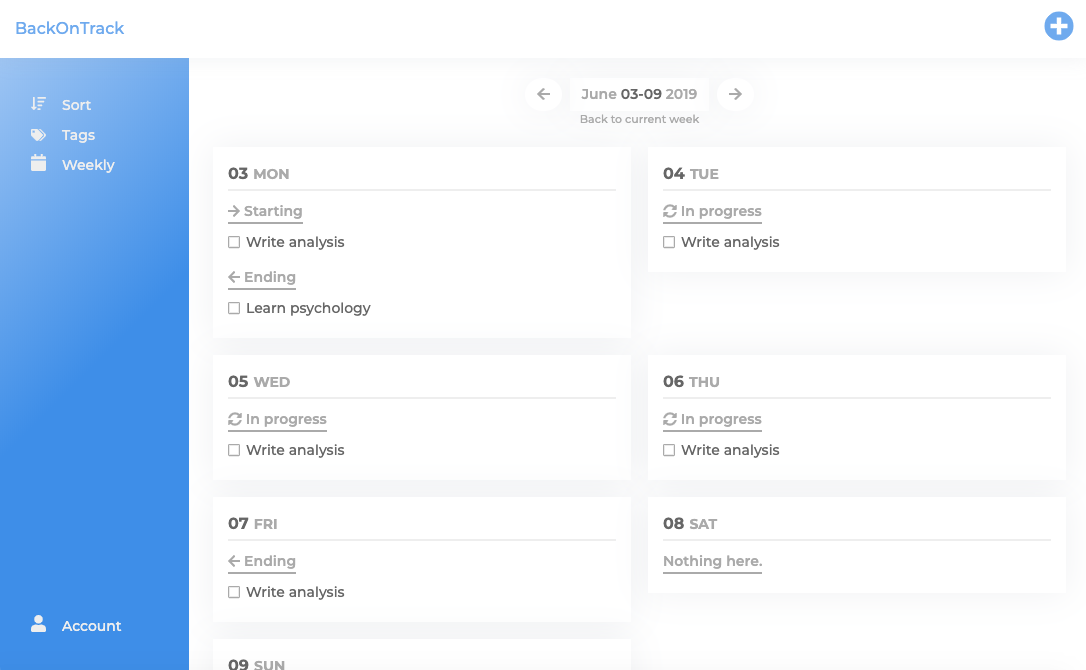 BackOnTrack
Sort
Tags
Weekly
Account
June 03-09 2019
Back to current week
03 MON
Starting
Write analysis
Ending
Learn psychology
04 TUE
In progress
Write analysis
05 WED
In progress
Write analysis
06 THU
In progress
Write analysis
07 FRI
Ending
Write analysis
08 SAT
Nothing here.
09 SUN